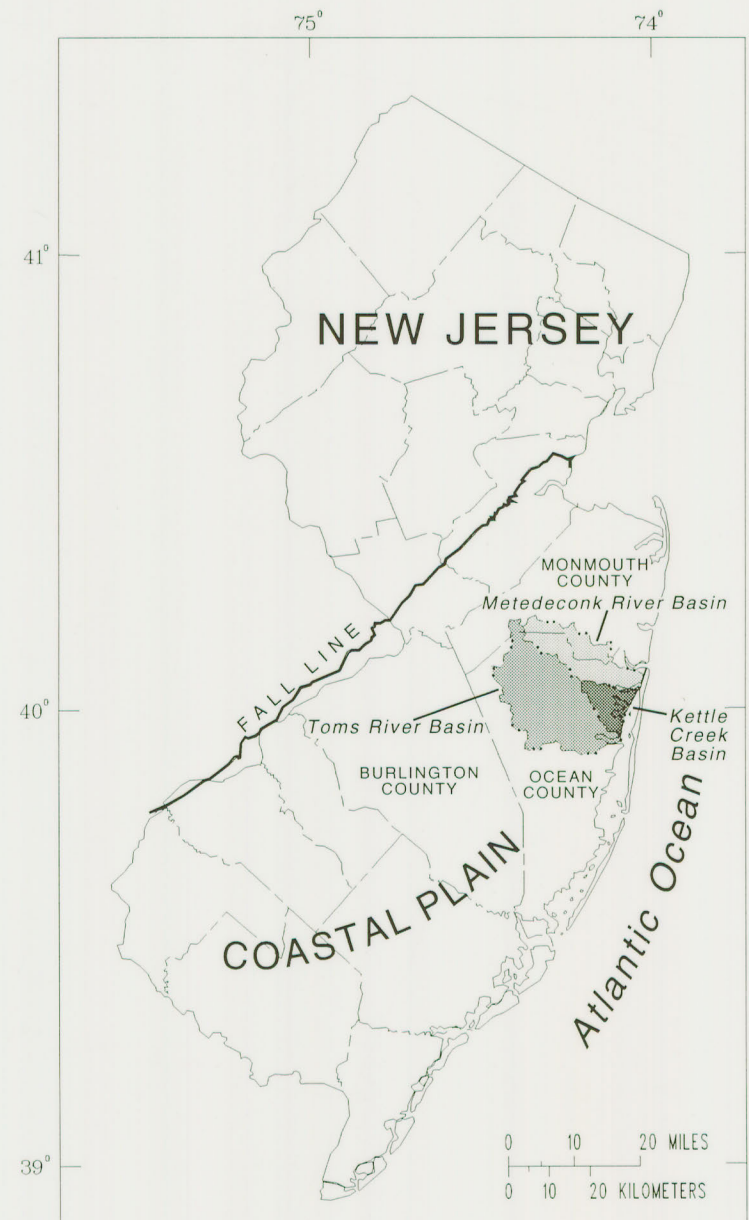 75°
74°
41°
NEW JERSEY
MONMOUTH
COUNTY
Metedeconk River Basin
FALL LINE
40°
Toms River Basin
Kettle
Creek
Basin
BURLINGTON
COUNTY
OCEAN
COUNTY
COASTAL PLAIN
Atlantic Ocean
0 10 20 MILES
39°
0 10 20 KILOMETERS